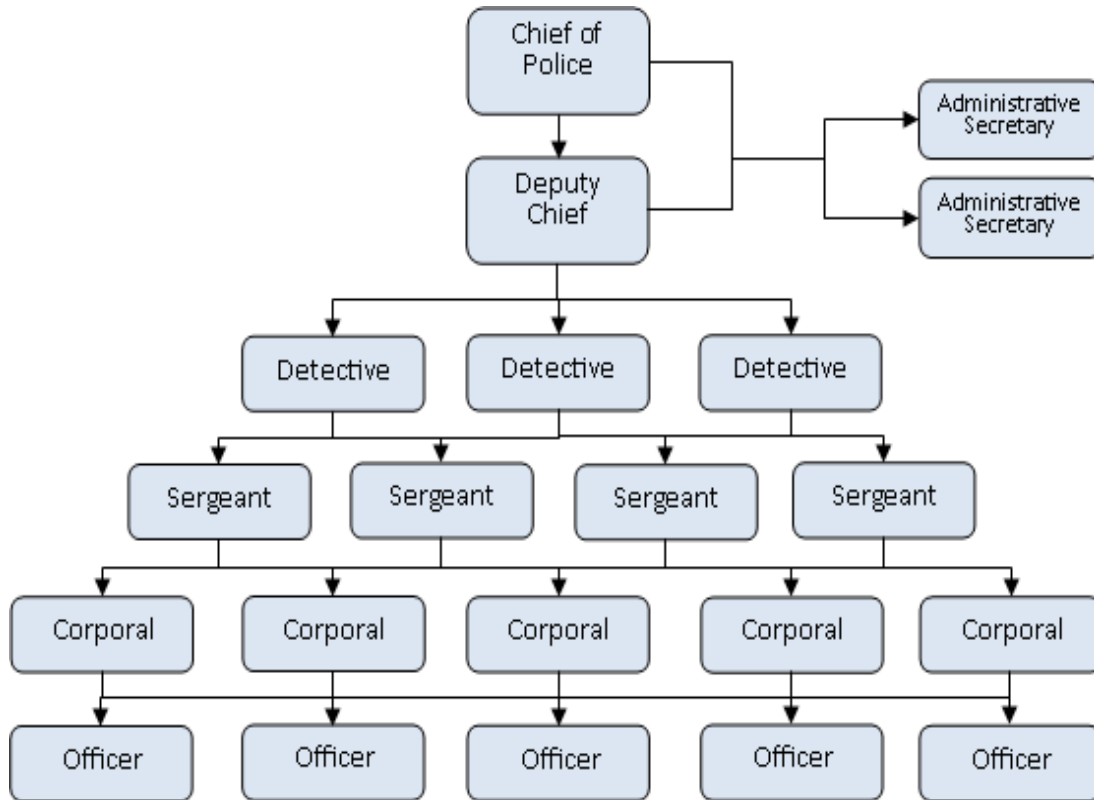 Chief of
Police
Administrative
Secretary
Deputy
Chief
Administrative
Secretary
Detective
Detective
Detective
Sergeant
Sergeant
Sergeant
Sergeant
Corporal
Corporal
Corporal
Corporal
Corporal
Officer
Officer
Officer
Officer
Officer